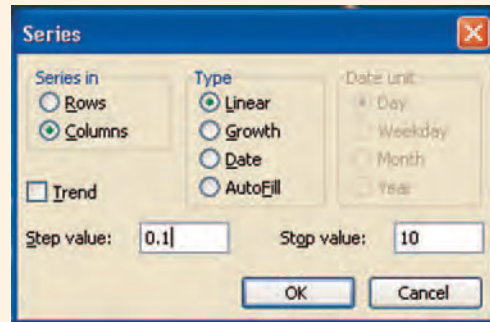 Series
Series in
Rows
Columns
Type
Linear
Growth
Date
AutoFill
Date unit
Day
Weekday
Month
Year
Trend
Step value: 0.1
Stop value: 10
OK
Cancel